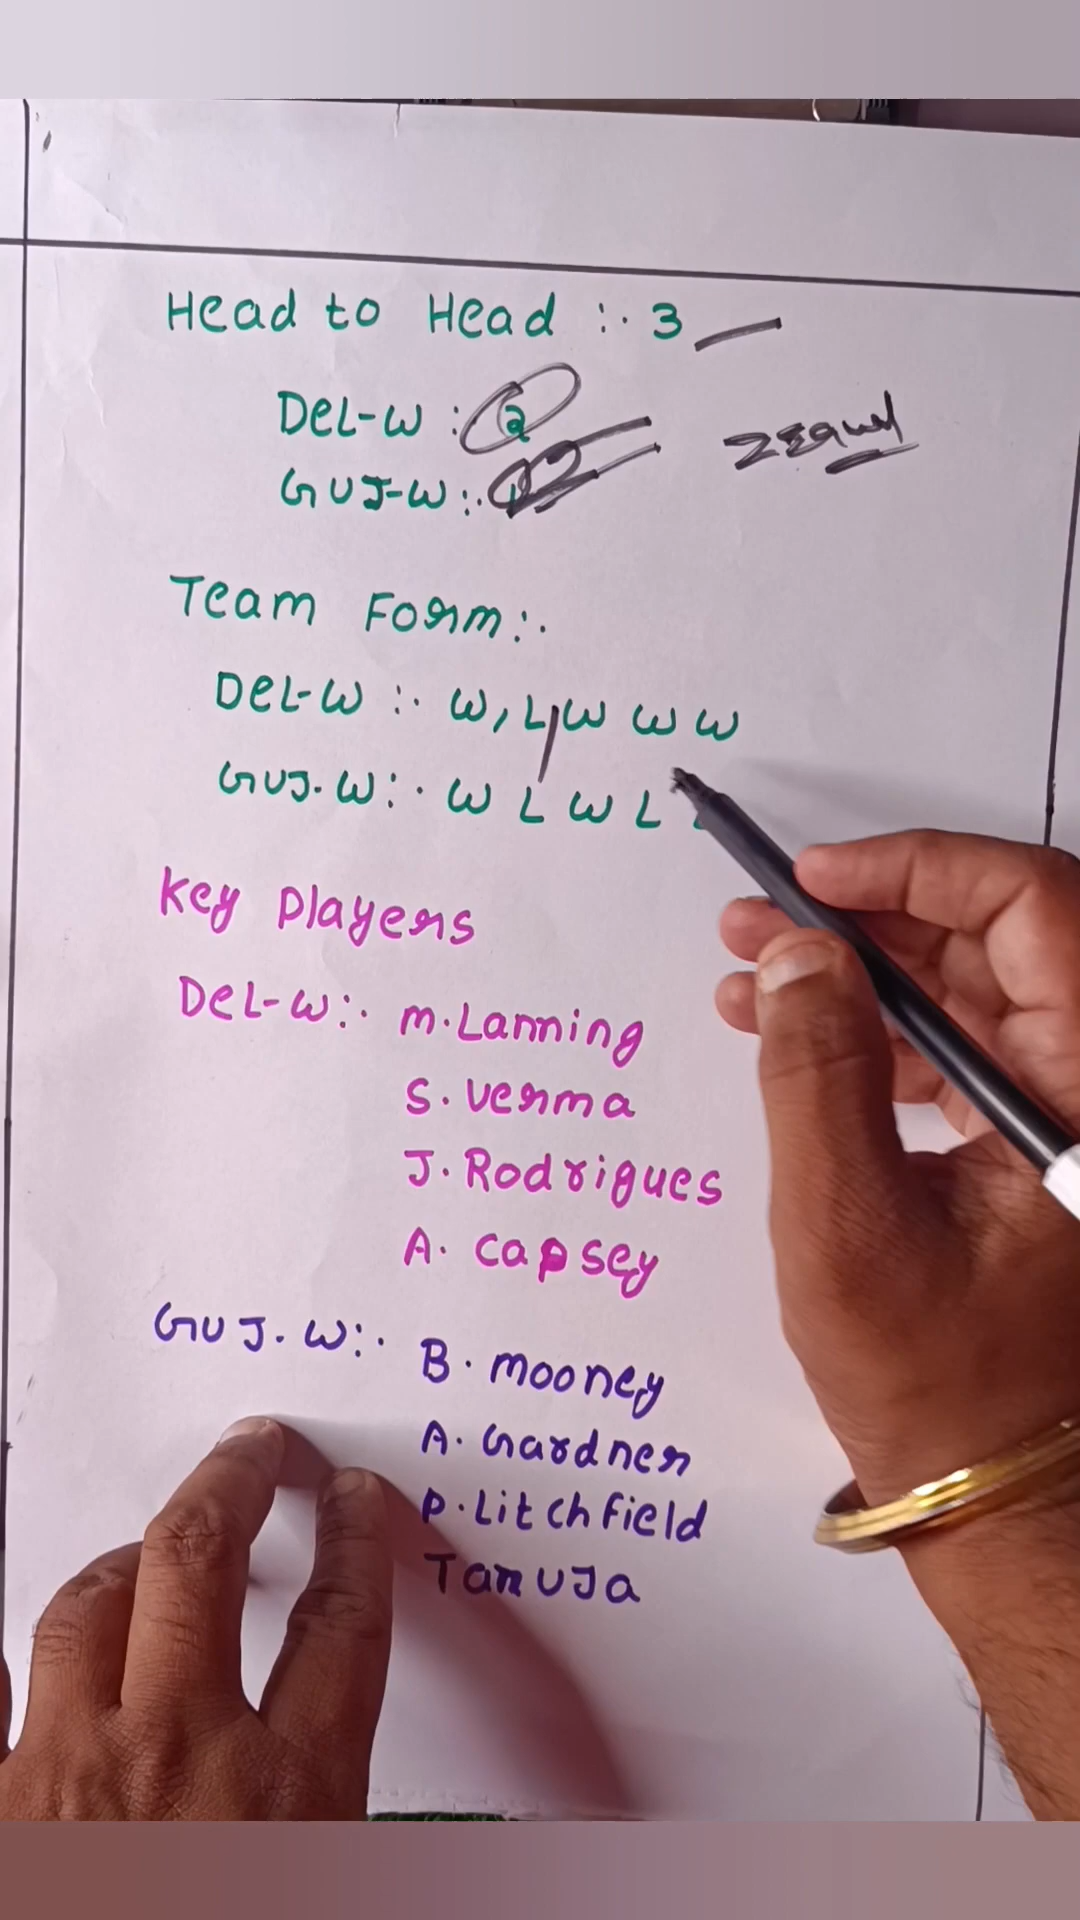 Head to Head :- 3
Del-W : 2
GUJ-W :-
Team Form :-
Del-W :- W, L, W W W
GUJ. W :- W L W L
Key Players
Del-W :- M. Lanning
S. Verma
J. Rodrigues
A. Capsey
GUJ. W :- B. Mooney
A. Gardner
P. Litchfield
Tanuja